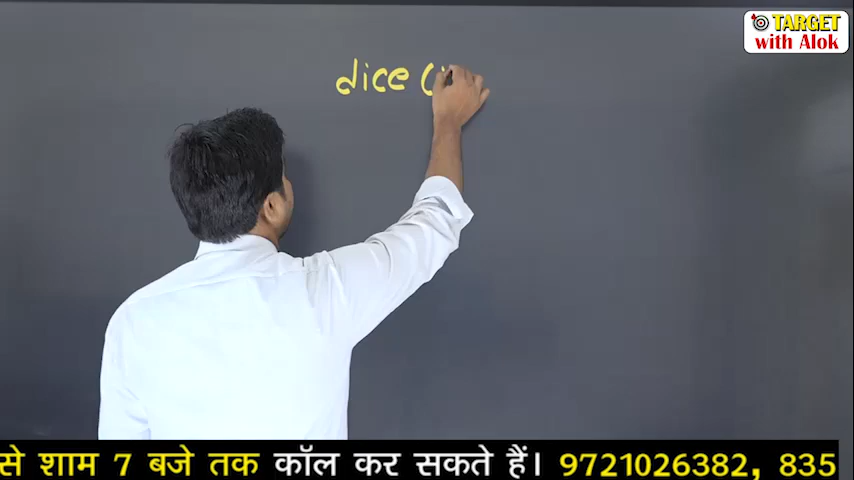 TARGET
with Alok
dice (
से शाम 7 बजे तक कॉल कर सकते हैं। 9721026382, 835